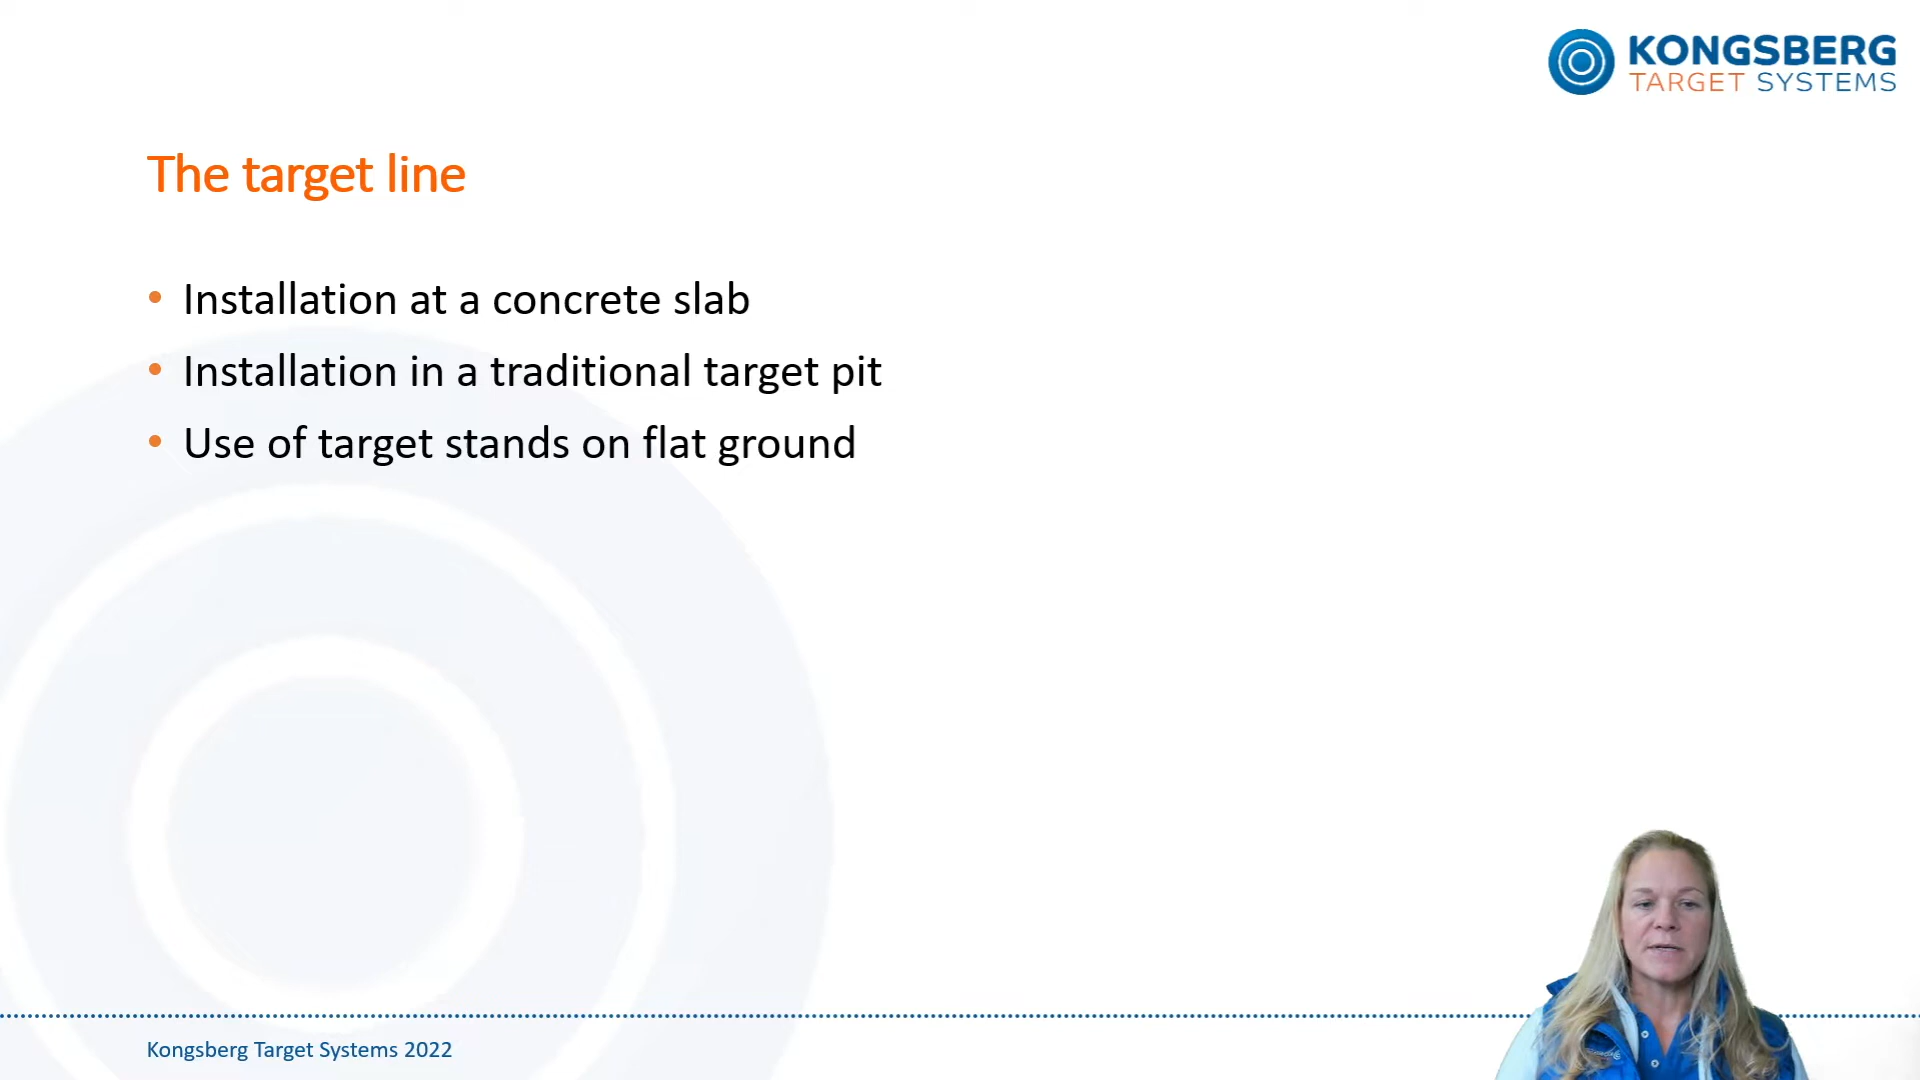 KONGSBERG
TARGET SYSTEMS
The target line
• Installation at a concrete slab
• Installation in a traditional target pit
• Use of target stands on flat ground
Kongsberg Target Systems 2022